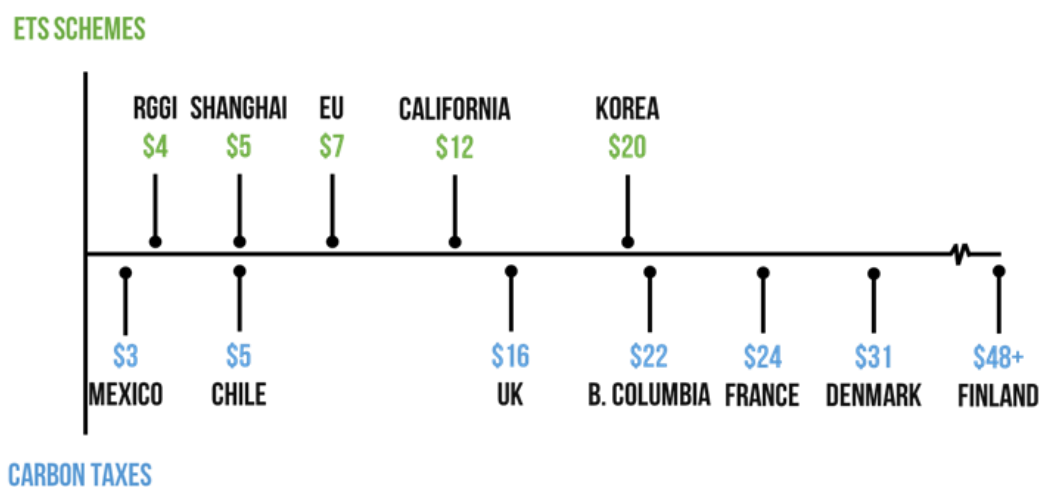 ETS SCHEMES
RGGI SHANGHAI EU CALIFORNIA KOREA
$4 $5 $7 $12 $20
$3 $5 $16 $22 $24 $31 $48+
MEXICO CHILE UK B. COLUMBIA FRANCE DENMARK FINLAND
CARBON TAXES